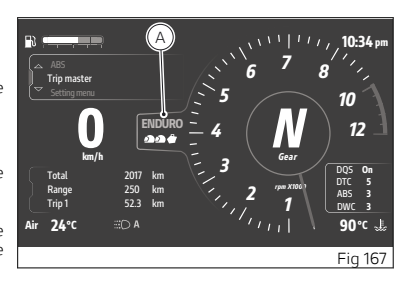 A
10:34 pm
ABS
Trip master
Setting menu
0
km/h
ENDURO
1
2
3
4
5
6
7
8
10
12
N
Gear
rpm X1000
Total 2017 km
Range 250 km
Trip 1 52.3 km
DQS On
DTC 5
ABS 3
DWC 3
Air 24°C
A
90°C
Fig 167
e
e
e
e